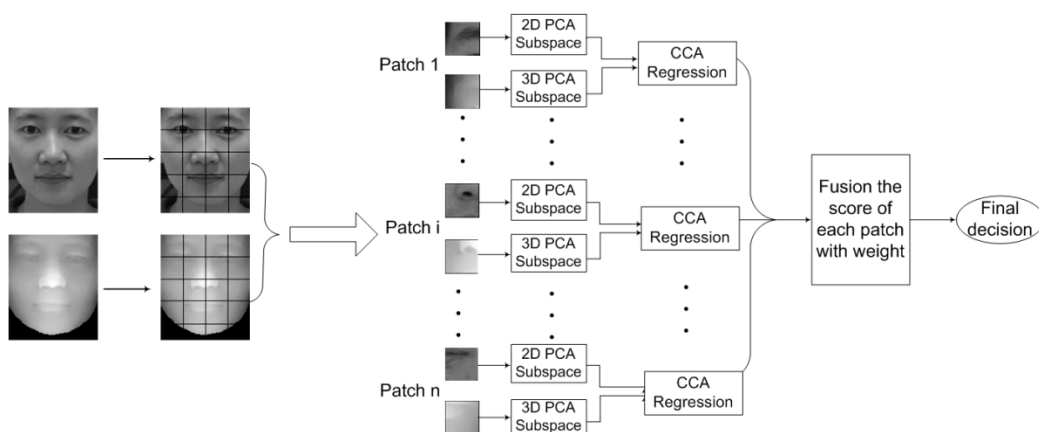 Patch 1
2D PCA
Subspace
3D PCA
Subspace
CCA
Regression
Patch i
2D PCA
Subspace
3D PCA
Subspace
CCA
Regression
Patch n
2D PCA
Subspace
3D PCA
Subspace
CCA
Regression
Fusion the
score of
each patch
with weight
Final
decision